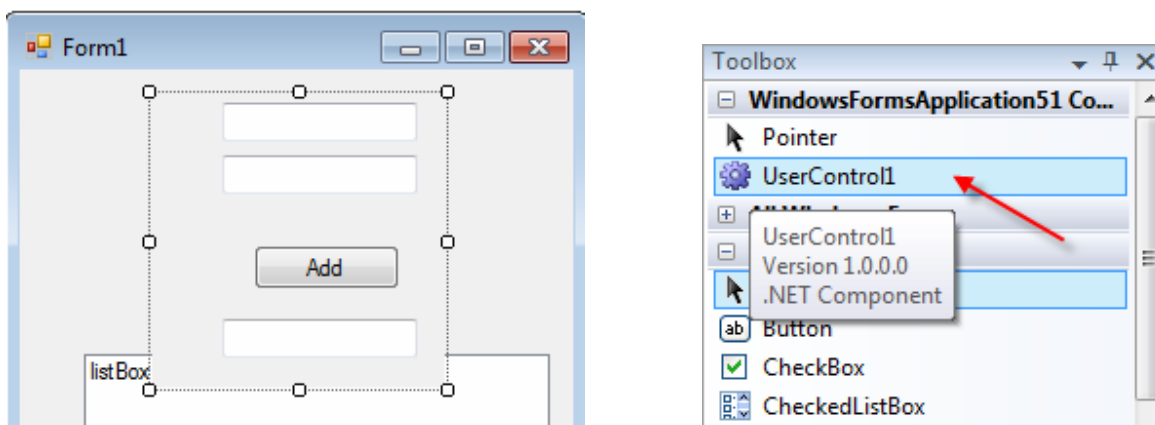 Form1
Add
listBox
Toolbox
WindowsFormsApplication51 Co...
Pointer
UserControl1
UserControl1
Version 1.0.0.0
.NET Component
ab
Button
CheckBox
CheckedListBox